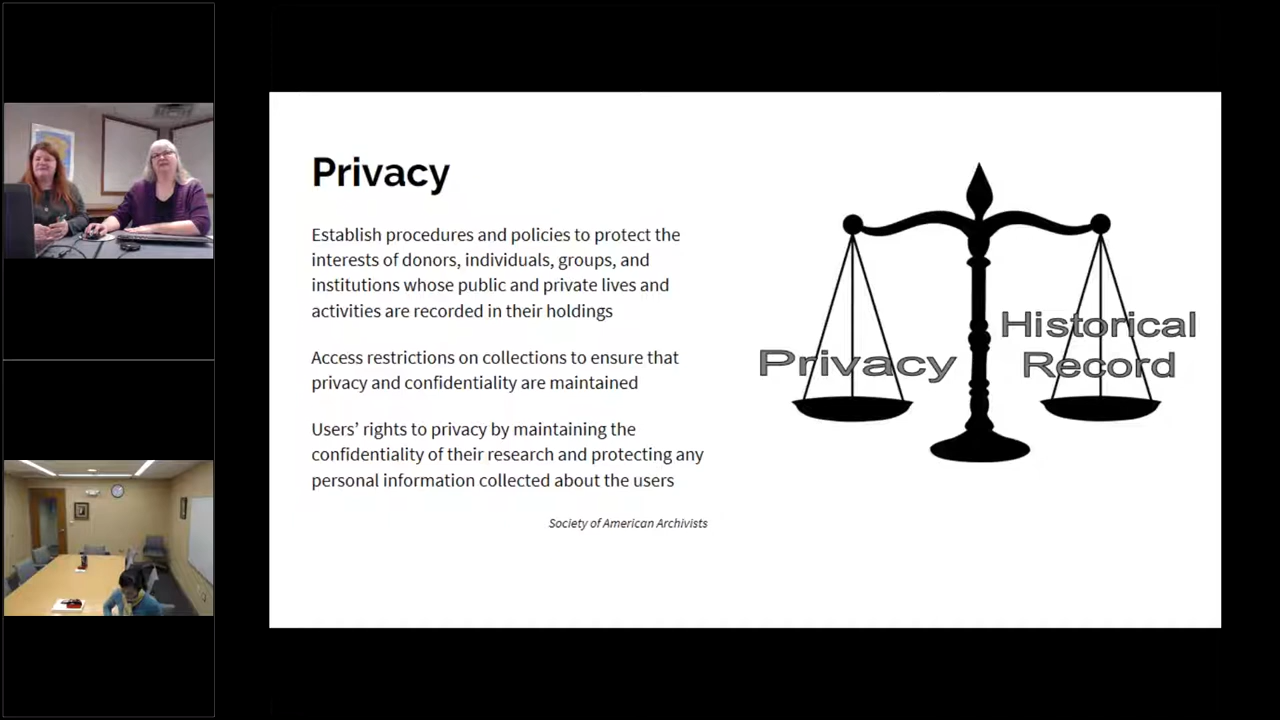 Privacy
Establish procedures and policies to protect the
interests of donors, individuals, groups, and
institutions whose public and private lives and
activities are recorded in their holdings
Access restrictions on collections to ensure that
privacy and confidentiality are maintained
Users’ rights to privacy by maintaining the
confidentiality of their research and protecting any
personal information collected about the users
Society of American Archivists
Privacy
Historical
Record